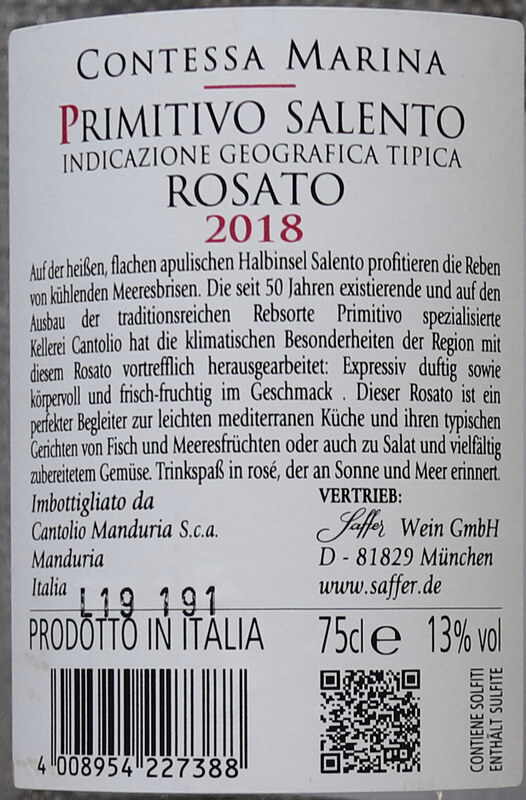 CONTESSA MARINA
PRIMITIVO SALENTO
INDICAZIONE GEOGRAFICA TIPICA
ROSATO
2018
Auf der heißen, flachen apulischen Halbinsel Salento profitieren die Reben
von kühlenden Meeresbrisen. Die seit 50 Jahren existierende und auf den
Ausbau der traditionsreichen Rebsorte Primitivo spezialisierte
Kellerei Cantolio hat die klimatischen Besonderheiten der Region mit
diesem Rosato vortrefflich herausgearbeitet: Expressiv duftig sowie
körpervoll und frisch-fruchtig im Geschmack . Dieser Rosato ist ein
perfekter Begleiter zur leichten mediterranen Küche und ihren typischen
Gerichten von Fisch und Meeresfrüchten oder auch zu Salat und vielfältig
zubereitetem Gemüse. Trinkspaß in rosé, der an Sonne und Meer erinnert.
Imbottigliato da
Cantolio Manduria S.c.a.
Manduria
Italia
L19 191
VERTRIEB:
Saffer Wein GmbH
D - 81829 München
www.saffer.de
PRODOTTO IN ITALIA 75cl e 13% vol
4 008954 227388
CONTIENE SOLFITI
ENTHÄLT SULFITE